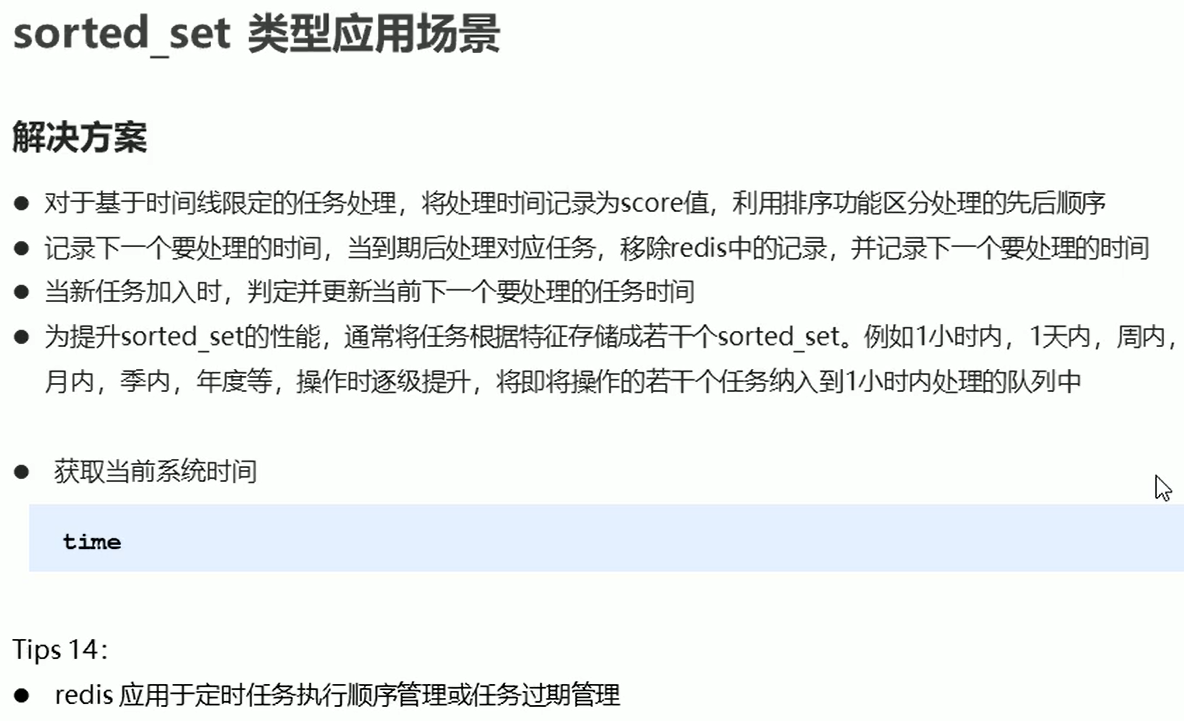 sorted_set 类型应用场景
解决方案
● 对于基于时间线限定的任务处理，将处理时间记录为score值，利用排序功能区分处理的先后顺序
● 记录下一个要处理的时间，当到期后处理对应任务，移除redis中的记录，并记录下一个要处理的时间
● 当新任务加入时，判定并更新当前下一个要处理的任务时间
● 为提升sorted_set的性能，通常将任务根据特征存储成若干个sorted_set。例如1小时内，1天内，周内，
月内，季内，年度等，操作时逐级提升，将即将操作的若干个任务纳入到1小时内处理的队列中
● 获取当前系统时间
time
Tips 14：
● redis 应用于定时任务执行顺序管理或任务过期管理